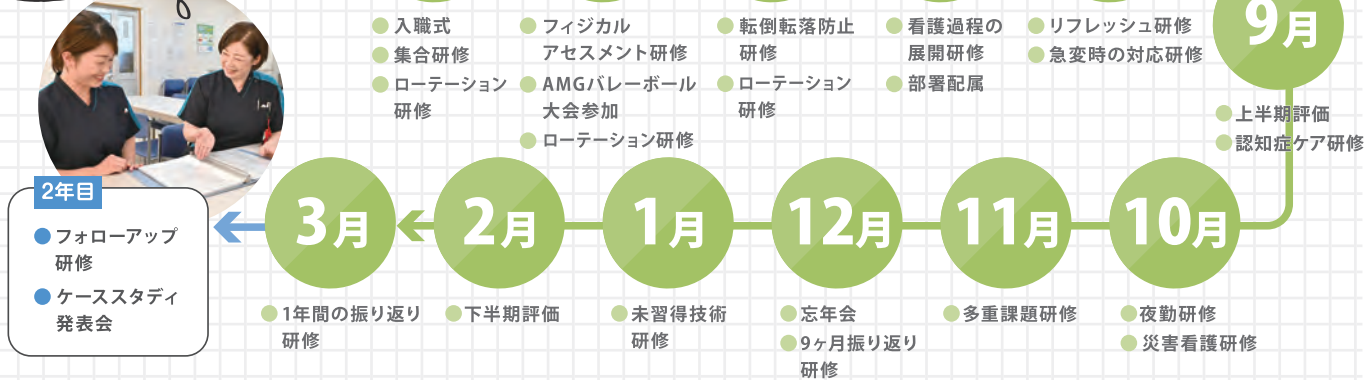 入職式
集合研修
ローテーション
研修
フィジカル
アセスメント研修
AMGバレーボール
大会参加
ローテーション研修
転倒転落防止
研修
ローテーション
研修
看護過程の
展開研修
部署配属
リフレッシュ研修
急変時の対応研修
9月
上半期評価
認知症ケア研修
10月
夜勤研修
災害看護研修
11月
多重課題研修
12月
忘年会
9ヶ月振り返り
研修
1月
未習得技術
研修
2月
下半期評価
3月
1年間の振り返り
研修
2年目
フォローアップ
研修
ケーススタディ
発表会